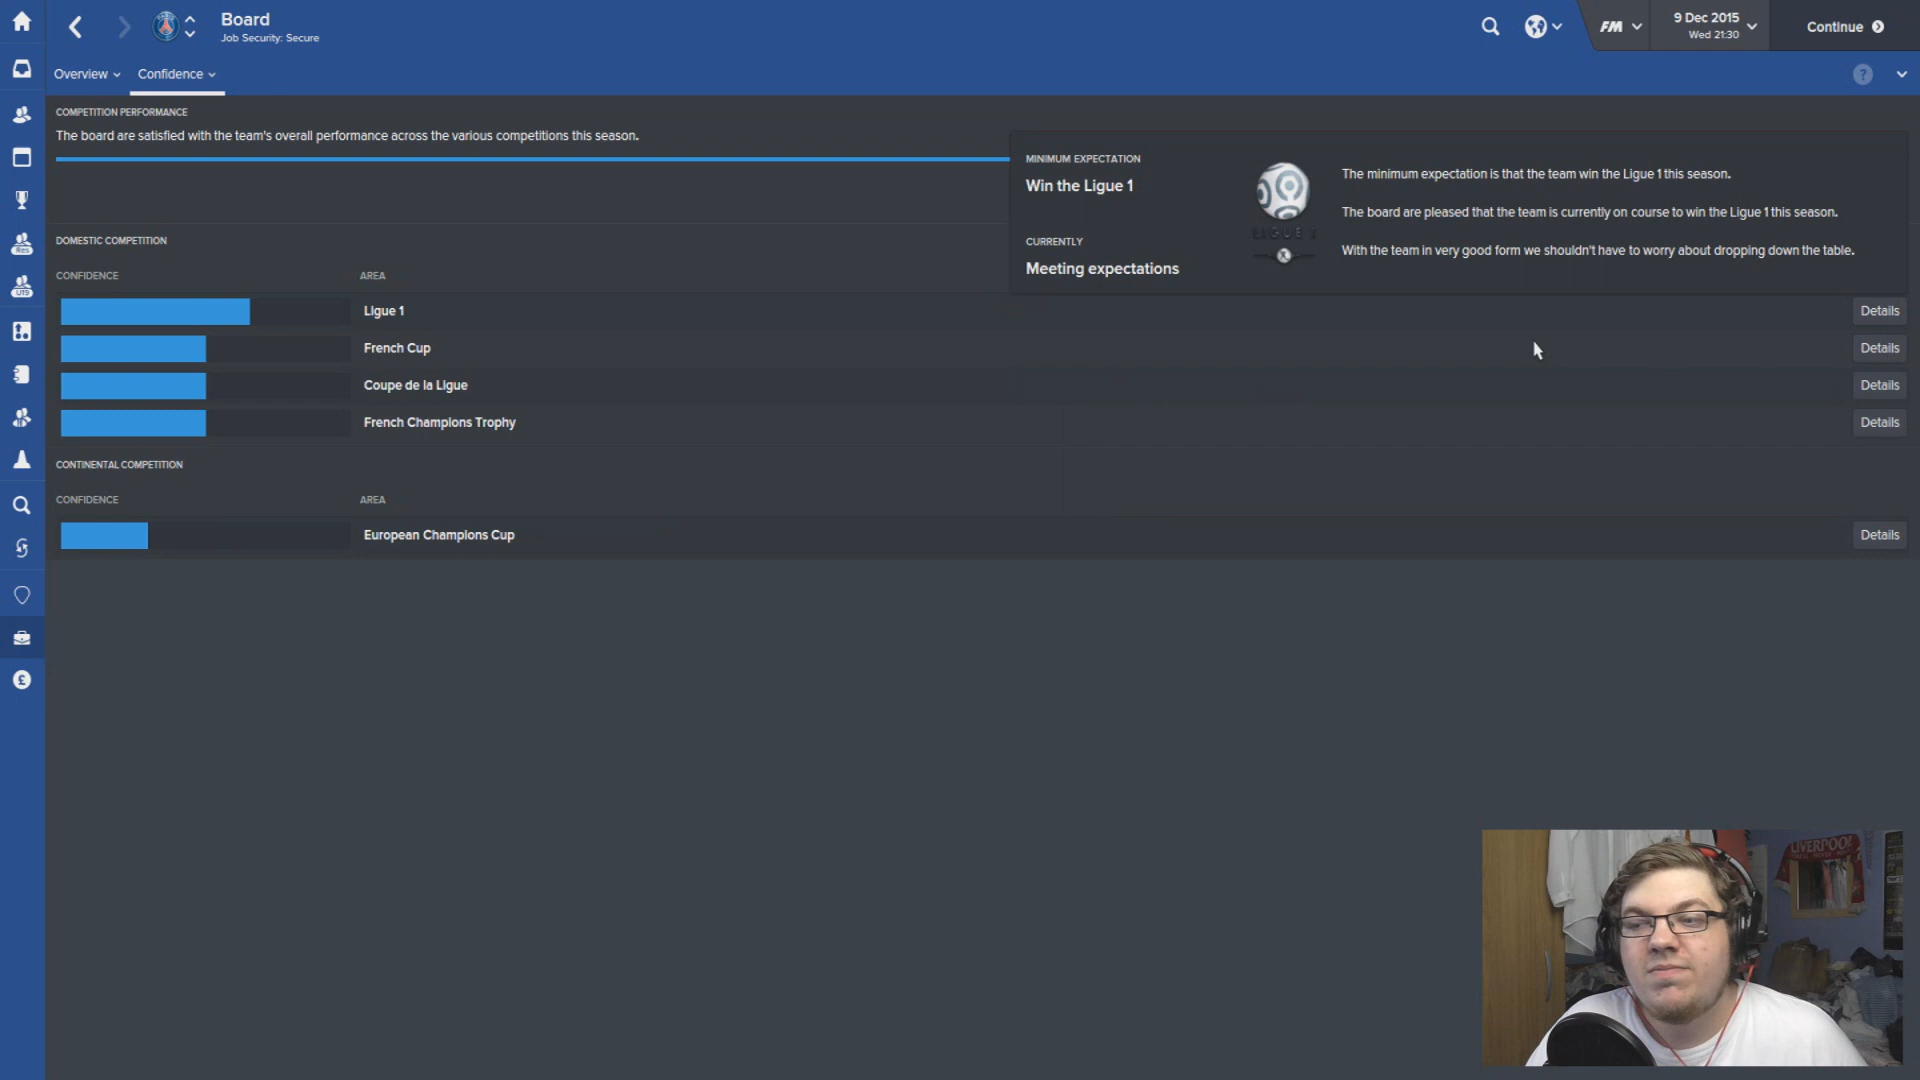 Board
Job Security: Secure
FM
9 Dec 2015
Wed 21:30
Continue
Overview
Confidence
?
COMPETITION PERFORMANCE
The board are satisfied with the team's overall performance across the various competitions this season.
MINIMUM EXPECTATION
Win the Ligue 1
CURRENTLY
Meeting expectations
LIGUE 1
The minimum expectation is that the team win the Ligue 1 this season.
The board are pleased that the team is currently on course to win the Ligue 1 this season.
With the team in very good form we shouldn't have to worry about dropping down the table.
DOMESTIC COMPETITION
CONFIDENCE
AREA
Ligue 1
Details
French Cup
Details
Coupe de la Ligue
Details
French Champions Trophy
Details
CONTINENTAL COMPETITION
CONFIDENCE
AREA
European Champions Cup
Details
Res
U19
£
LIVERPOOL